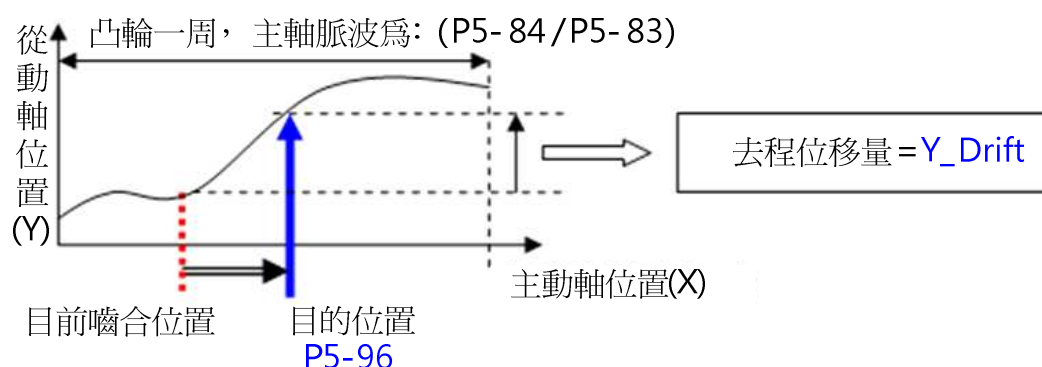 凸輪一周， 主軸脈波爲：(P5-84/P5-83)
從動軸位置(Y)
去程位移量=Y_Drift
主動軸位置(X)
目前嚙合位置
目的位置
P5-96